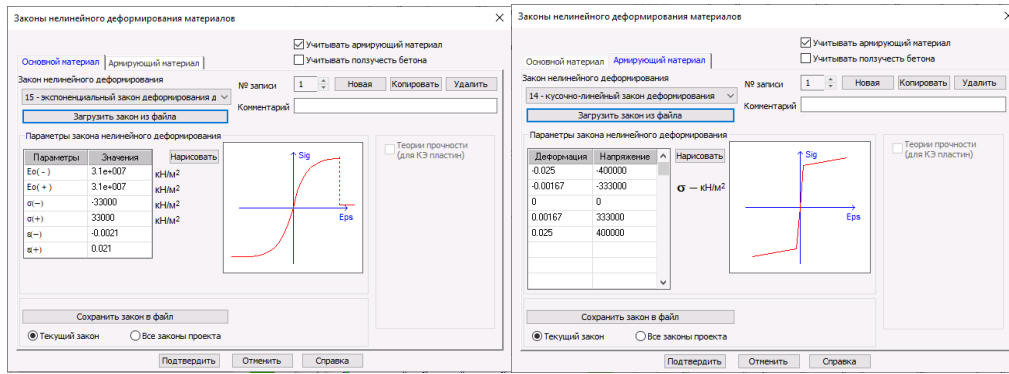 Законы нелинейного деформирования материалов
Учитывать армирующий материал
Учитывать ползучесть бетона
Основной материал Армирующий материал
Закон нелинейного деформирования
15 - экспоненциальный закон деформирования д
№ записи 1 Новая Копировать Удалить
Загрузить закон из файла
Комментарий
Параметры закона нелинейного деформирования
Параметры Значения Нарисовать
Eo( - ) 3.1e+007 кН/м²
Eo( + ) 3.1e+007 кН/м²
σ(−) -33000 кН/м²
σ(+) 33000 кН/м²
ε(−) -0.0021
ε(+) 0.021
Sig
Eps
Теории прочности
(для КЭ пластин)
Сохранить закон в файл
Текущий закон Все законы проекта
Подтвердить Отменить Справка
Законы нелинейного деформирования материалов
Учитывать армирующий материал
Учитывать ползучесть бетона
Основной материал Армирующий материал
Закон нелинейного деформирования
14 - кусочно-линейный закон деформирования
№ записи 1 Новая Копировать Удалить
Загрузить закон из файла
Комментарий
Параметры закона нелинейного деформирования
Деформация Напряжение Нарисовать
-0.025 -400000
-0.00167 -333000
0 0
0.00167 333000
0.025 400000
σ — кН/м²
Sig
Eps
Теории прочности
(для КЭ пластин)
Сохранить закон в файл
Текущий закон Все законы проекта
Подтвердить Отменить Справка